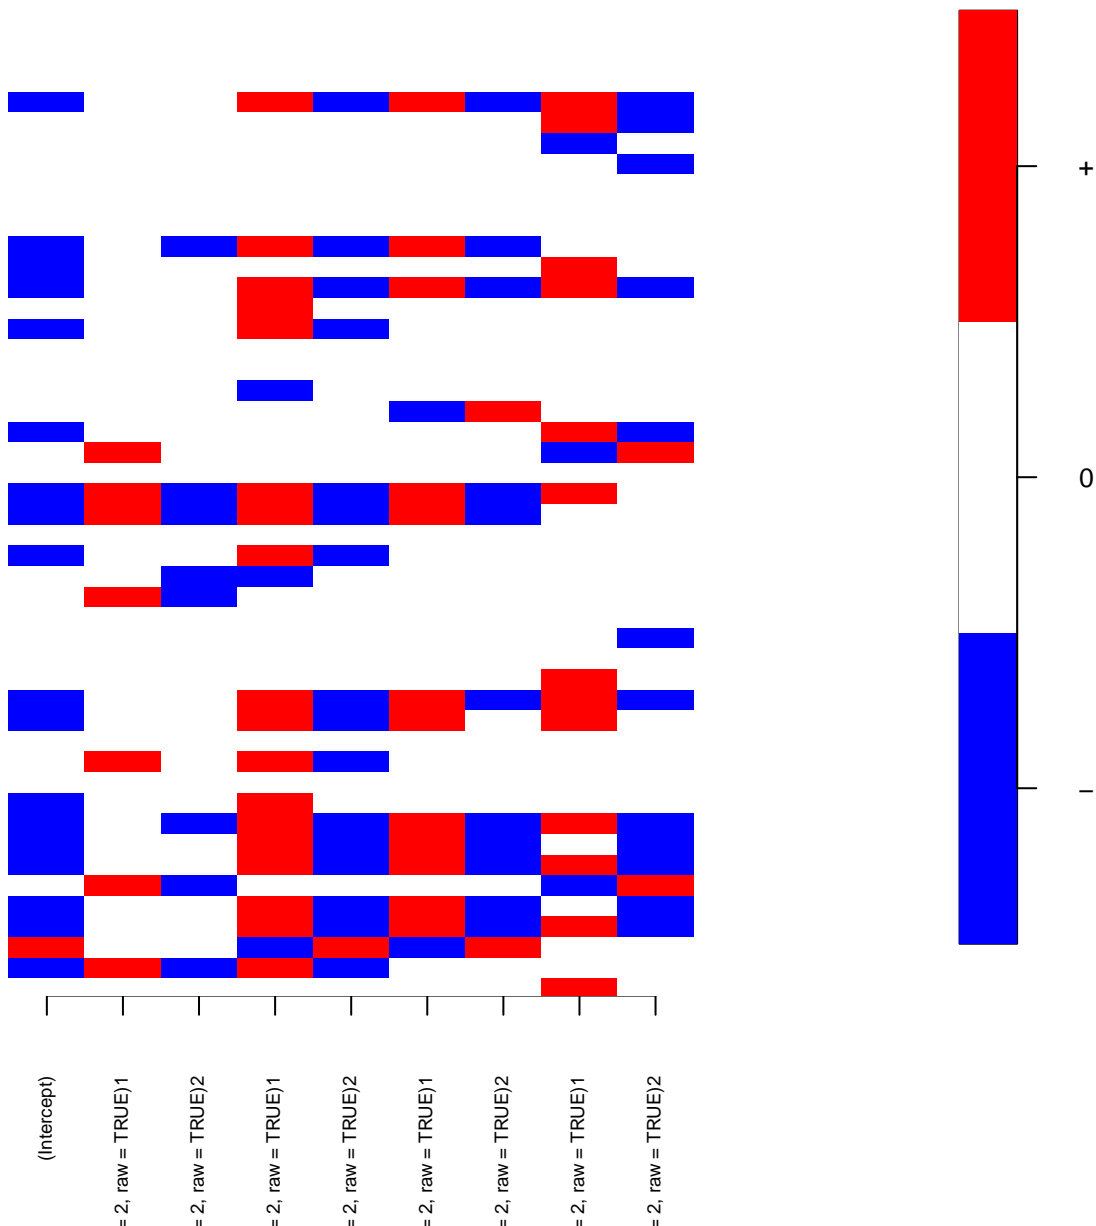 +
0
−
(Intercept)
= 2, raw = TRUE)1
= 2, raw = TRUE)2
= 2, raw = TRUE)1
= 2, raw = TRUE)2
= 2, raw = TRUE)1
= 2, raw = TRUE)2
= 2, raw = TRUE)1
= 2, raw = TRUE)2